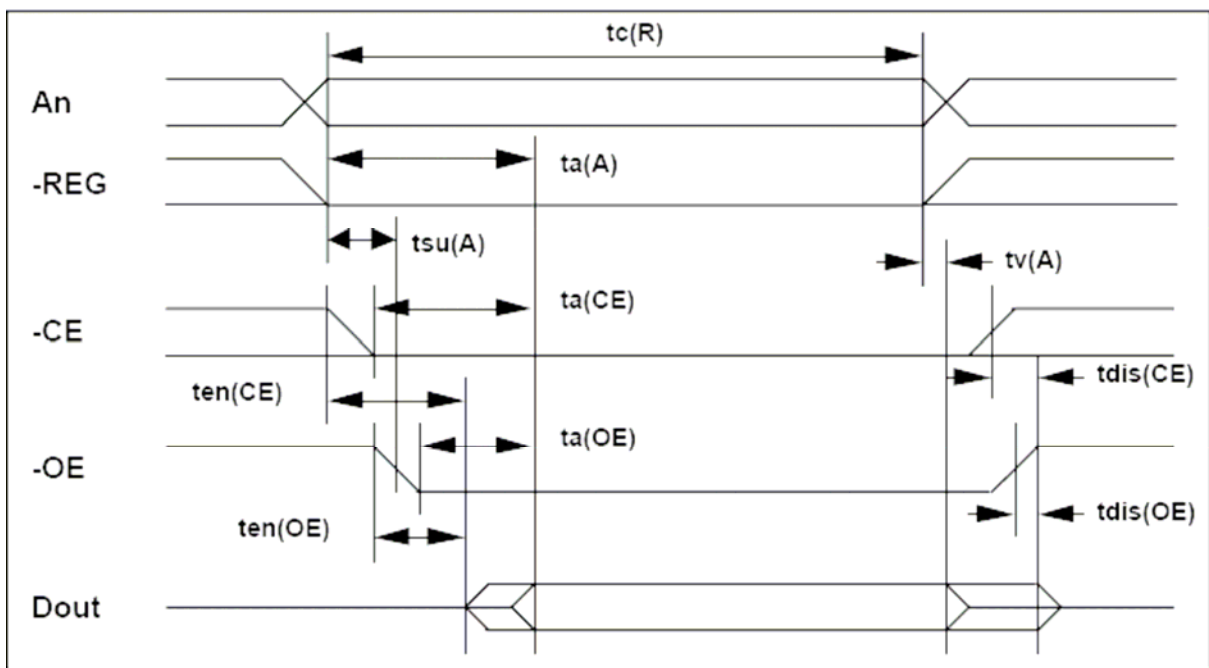 tc(R)
An
ta(A)
-REG
tsu(A)
tv(A)
ta(CE)
-CE
ten(CE)
tdis(CE)
ta(OE)
-OE
ten(OE)
tdis(OE)
Dout